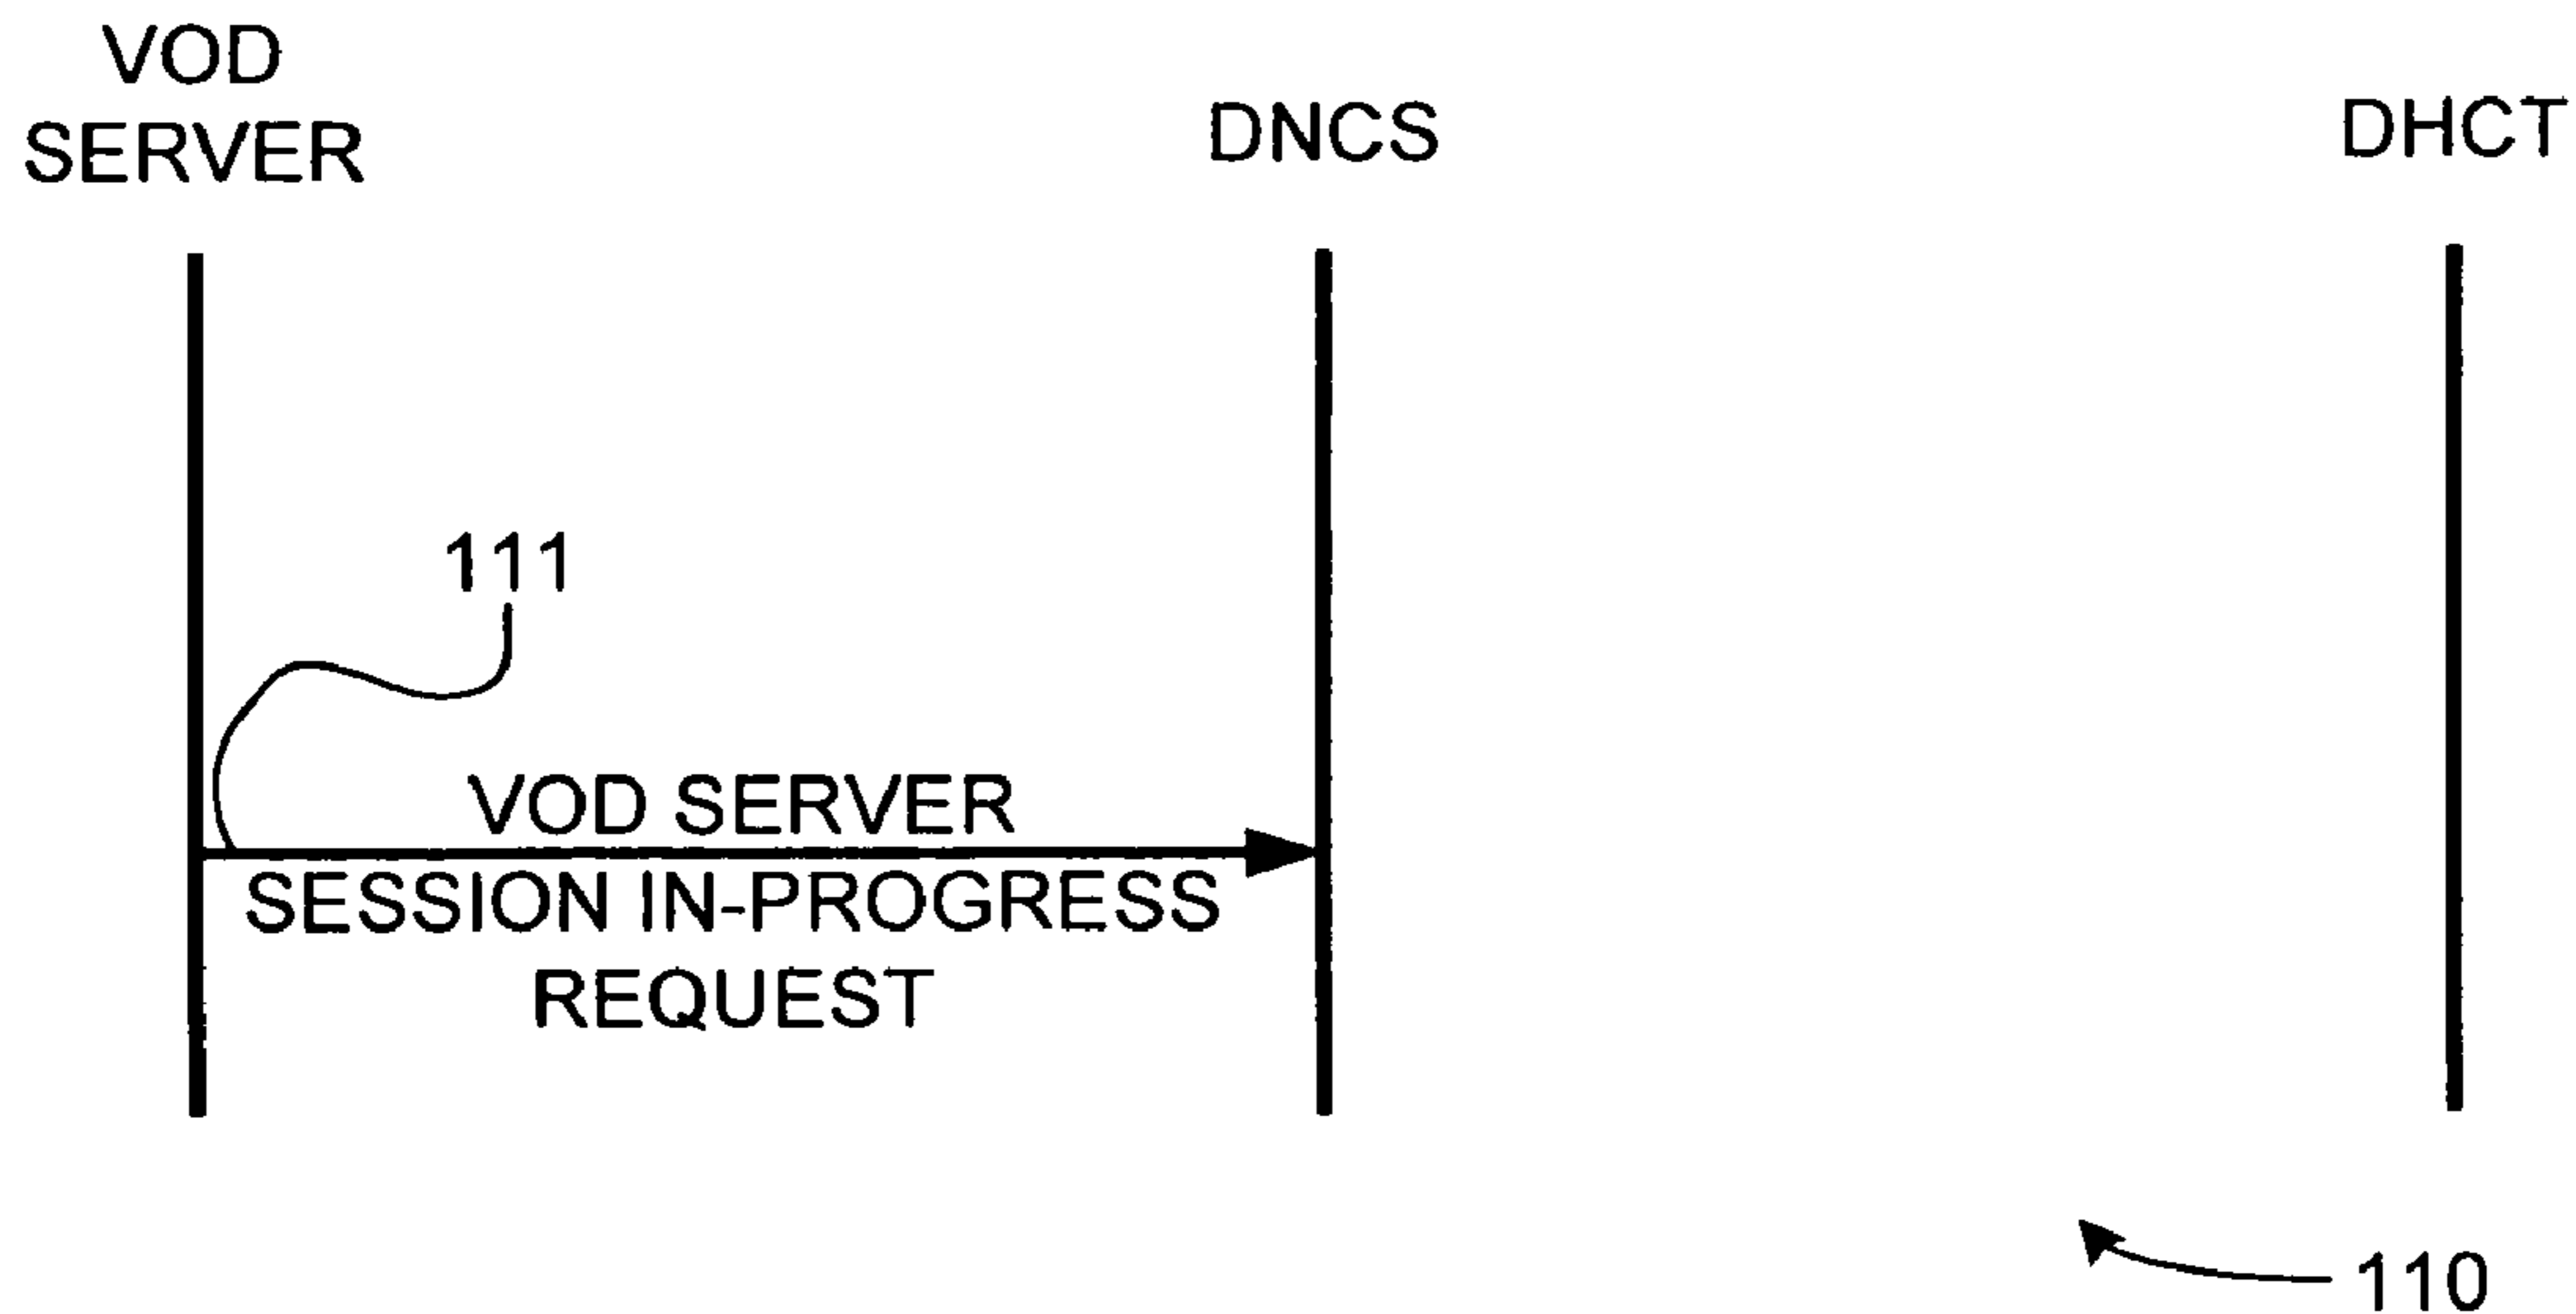 VOD
SERVER
DNCS
DHCT
111
VOD SERVER
SESSION IN-PROGRESS
REQUEST
110